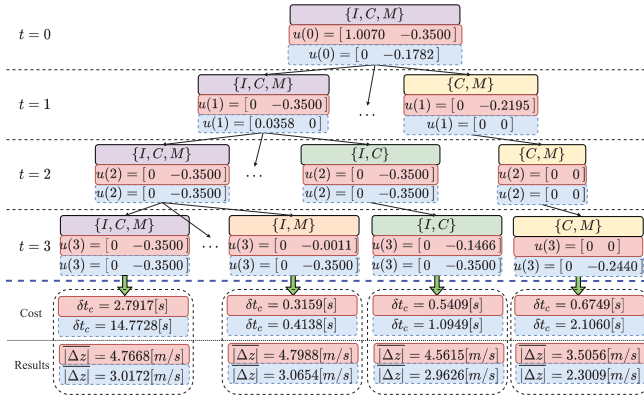 t = 0
{I, C, M}
u(0) = [1.0070 −0.3500]
u(0) = [0 −0.1782]
t = 1
{I, C, M}
{C, M}
u(1) = [0 −0.3500]
u(1) = [0 −0.2195]
u(1) = [0.0358 0]
...
u(1) = [0 0]
t = 2
{I, C, M}
{I, C}
{C, M}
u(2) = [0 −0.3500]
...
u(2) = [0 −0.3500]
u(2) = [0 0]
u(2) = [0 −0.3500]
u(2) = [0 −0.3500]
u(2) = [0 0]
t = 3
{I, C, M}
{I, M}
{I, C}
{C, M}
u(3) = [0 −0.3500]
...
u(3) = [0 −0.0011]
u(3) = [0 −0.1466]
u(3) = [0 0]
u(3) = [0 −0.3500]
u(3) = [0 −0.3500]
u(3) = [0 −0.3500]
u(3) = [0 −0.2440]
Cost
δt_c = 2.7917[s]
δt_c = 0.3159[s]
δt_c = 0.5409[s]
δt_c = 0.6749[s]
δt_c = 14.7728[s]
δt_c = 0.4138[s]
δt_c = 1.0949[s]
δt_c = 2.1060[s]
Results
|Δz| = 4.7668[m/s]
|Δz| = 4.7988[m/s]
|Δz| = 4.5615[m/s]
|Δz| = 3.5056[m/s]
|Δz| = 3.0172[m/s]
|Δz| = 3.0654[m/s]
|Δz| = 2.9626[m/s]
|Δz| = 2.3009[m/s]